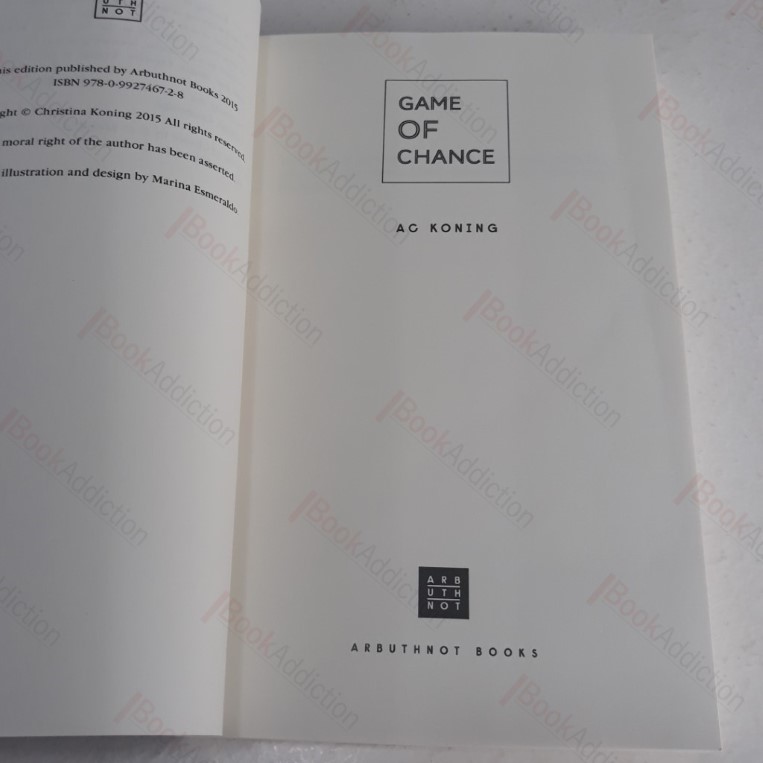 UTH
NOT
his edition published by Arbuthnot Books 2015
ISBN 978-0-9927467-2-8
ght © Christina Koning 2015 All rights reserved.
moral right of the author has been asserted.
illustration and design by Marina Esmeraldo
GAME
OF
CHANCE
AC KONING
ARB
UTH
NOT
ARBUTHNOT BOOKS
BookAddiction